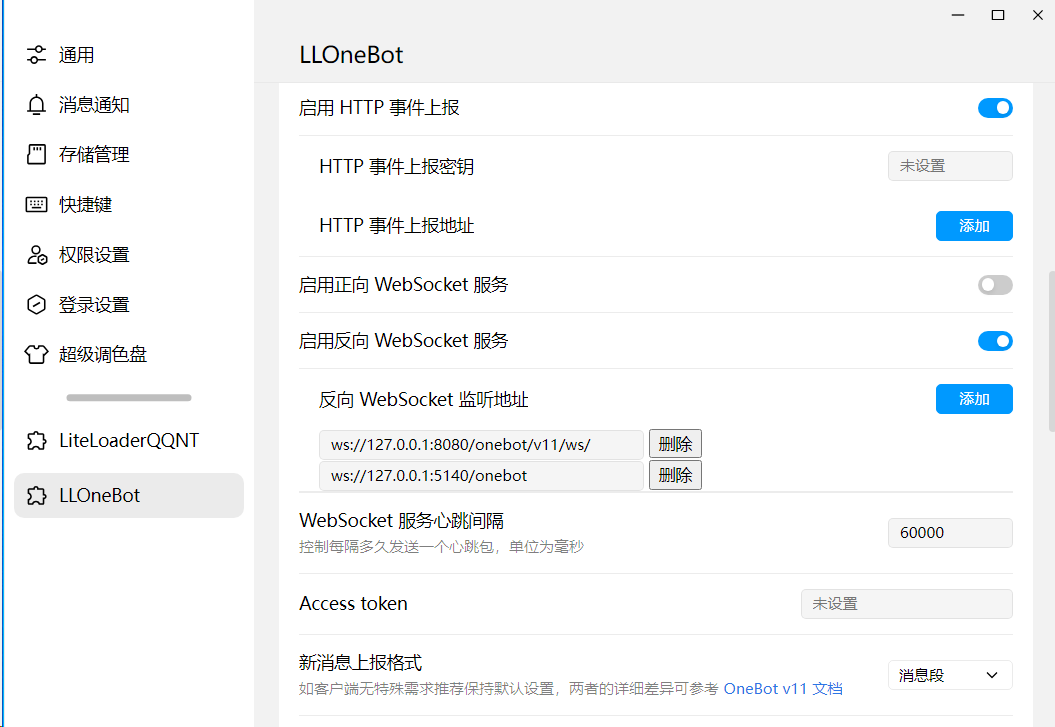 通用
消息通知
存储管理
快捷键
权限设置
登录设置
超级调色盘
LiteLoaderQQNT
LLOneBot
LLOneBot
启用 HTTP 事件上报
HTTP 事件上报密钥 未设置
HTTP 事件上报地址 添加
启用正向 WebSocket 服务
启用反向 WebSocket 服务
反向 WebSocket 监听地址 添加
ws://127.0.0.1:8080/onebot/v11/ws/ 删除
ws://127.0.0.1:5140/onebot 删除
WebSocket 服务心跳间隔 60000
控制每隔多久发送一个心跳包，单位为毫秒
Access token 未设置
新消息上报格式 消息段
如客户端无特殊需求推荐保持默认设置，两者的详细差异可参考 OneBot v11 文档